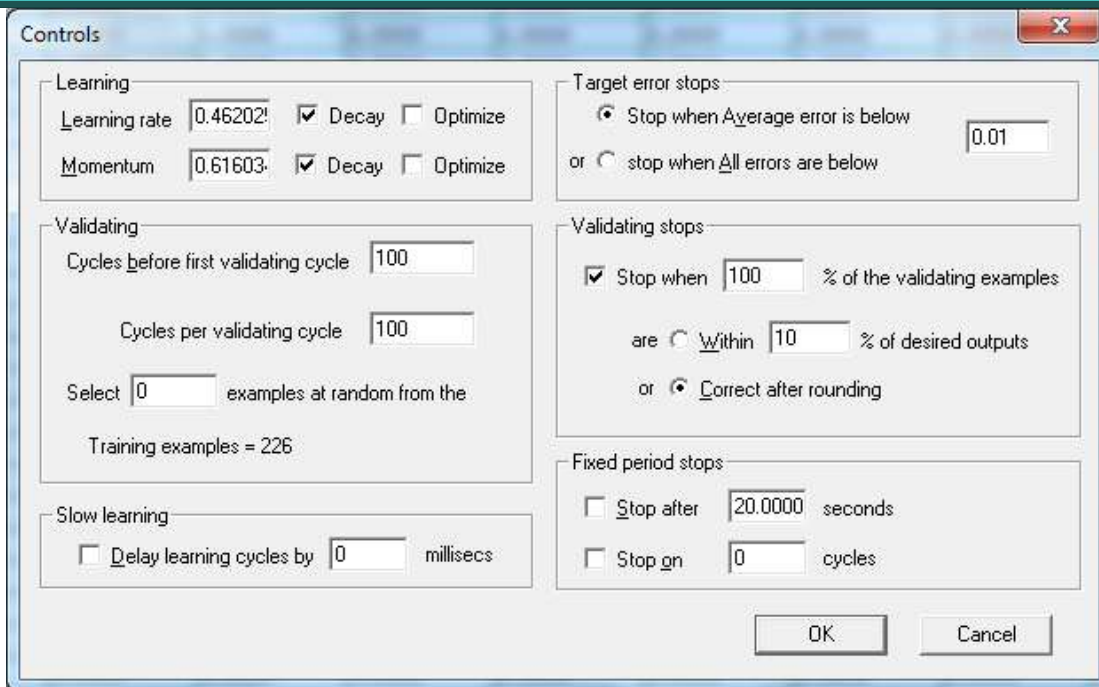 Controls
Learning
Learning rate 0.46202 Decay Optimize
Momentum 0.61603 Decay Optimize
Validating
Cycles before first validating cycle 100
Cycles per validating cycle 100
Select 0 examples at random from the
Training examples = 226
Slow learning
Delay learning cycles by 0 millisecs
Target error stops
Stop when Average error is below
0.01
or stop when All errors are below
Validating stops
Stop when 100 % of the validating examples
are Within 10 % of desired outputs
or Correct after rounding
Fixed period stops
Stop after 20.0000 seconds
Stop on 0 cycles
OK Cancel